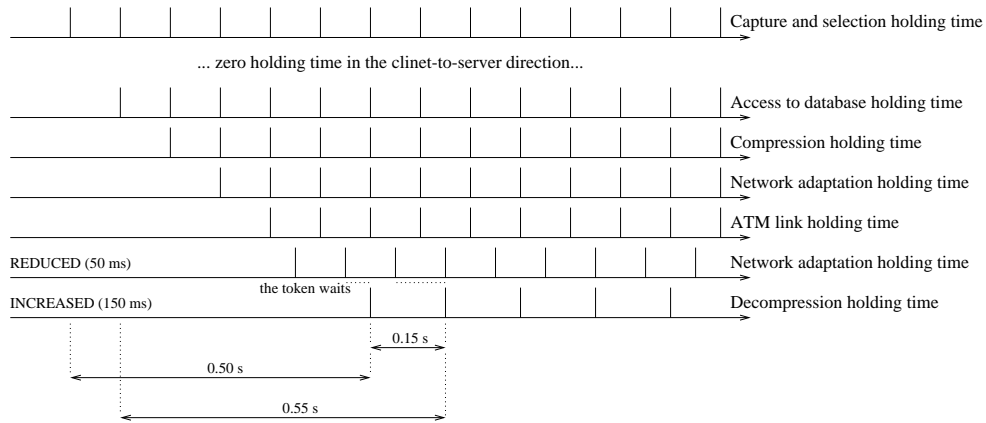 Capture and selection holding time
... zero holding time in the clinet-to-server direction...
Access to database holding time
Compression holding time
Network adaptation holding time
ATM link holding time
REDUCED (50 ms)
Network adaptation holding time
the token waits
INCREASED (150 ms)
Decompression holding time
0.15 s
0.50 s
0.55 s